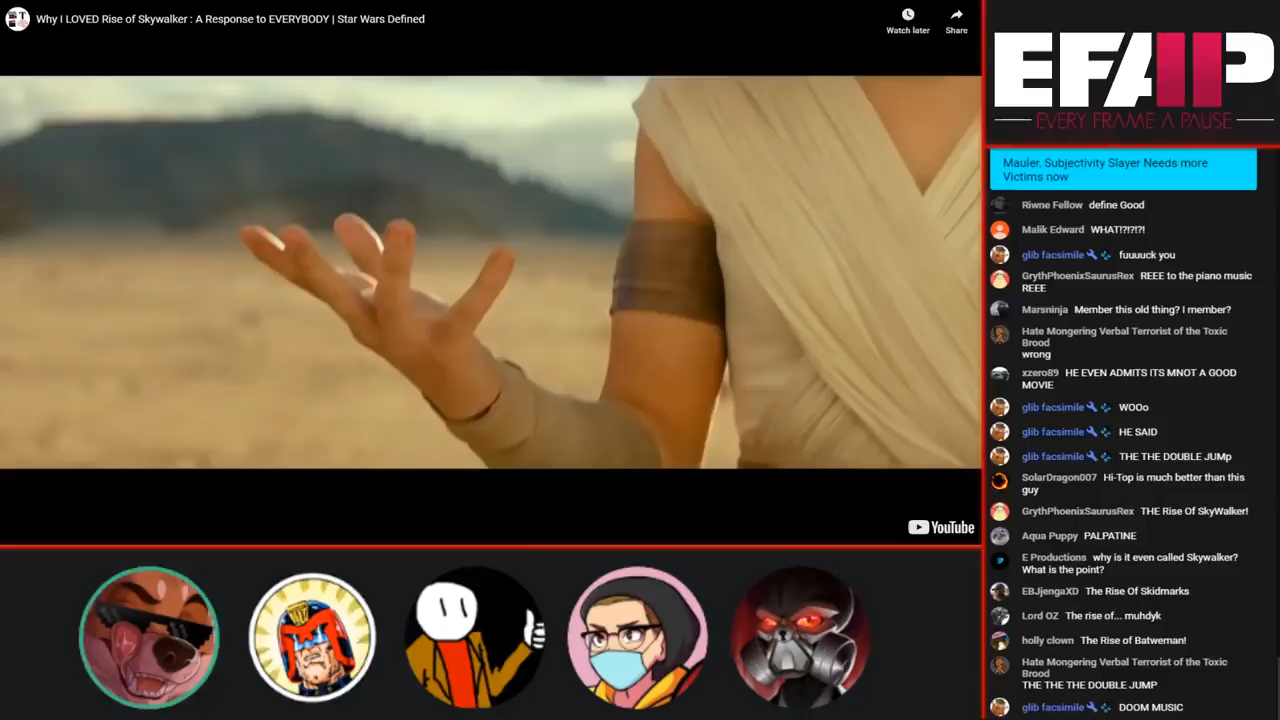 Why I LOVED Rise of Skywalker : A Response to EVERYBODY | Star Wars Defined
Watch later
Share
YouTube
EFAP
EVERY FRAME A PAUSE
Mauler, Subjectivity Slayer Needs more
Victims now
Riwne Fellow define Good
Malik Edward WHAT!?!?!?!
glib facsimile fuuuuck you
GrythPhoenixSaurusRex REEE to the piano music
REEE
Marsninja Member this old thing? I member?
Hate Mongering Verbal Terrorist of the Toxic
Brood
wrong
xzero89 HE EVEN ADMITS ITS MNOT A GOOD
MOVIE
glib facsimile WOOo
glib facsimile HE SAID
glib facsimile THE THE DOUBLE JUMp
SolarDragon007 Hi-Top is much better than this
guy
GrythPhoenixSaurusRex THE Rise Of SkyWalker!
Aqua Puppy PALPATINE
E Productions why is it even called Skywalker?
What is the point?
EBJjengaXD The Rise of Skidmarks
Lord OZ The rise of... muhdyk
holly clown The Rise of Batweman!
Hate Mongering Verbal Terrorist of the Toxic
Brood
THE THE THE DOUBLE JUMP
glib facsimile DOOM MUSIC